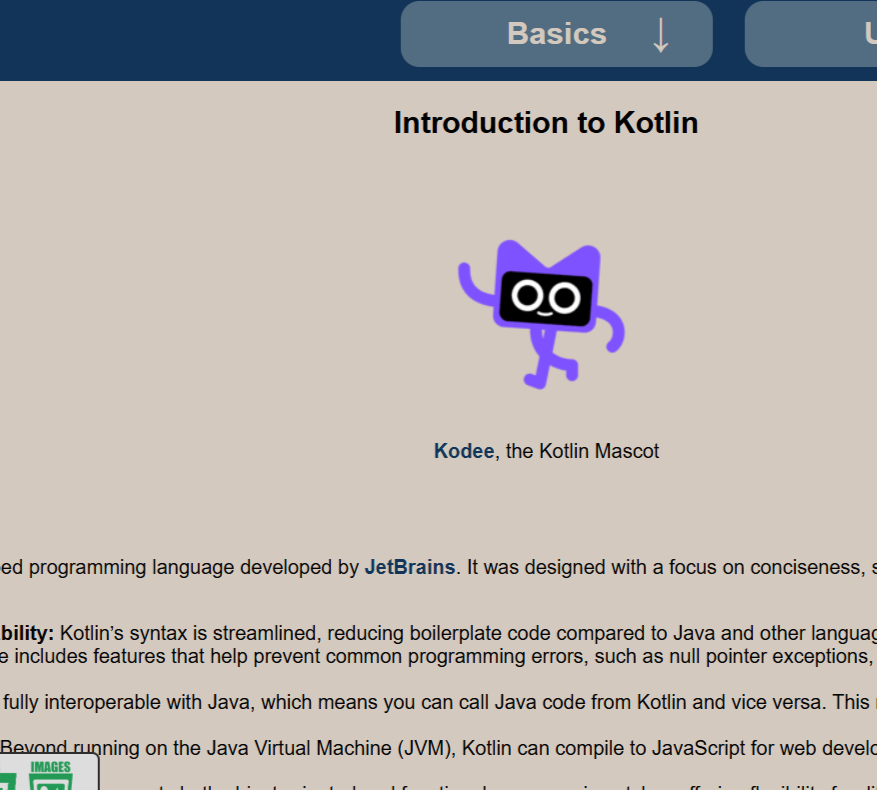 Basics ↓
Introduction to Kotlin
Kodee, the Kotlin Mascot
ed programming language developed by JetBrains. It was designed with a focus on conciseness, s
bility: Kotlin’s syntax is streamlined, reducing boilerplate code compared to Java and other languag
e includes features that help prevent common programming errors, such as null pointer exceptions,
fully interoperable with Java, which means you can call Java code from Kotlin and vice versa. This
Beyond running on the Java Virtual Machine (JVM), Kotlin can compile to JavaScript for web develo
IMAGES